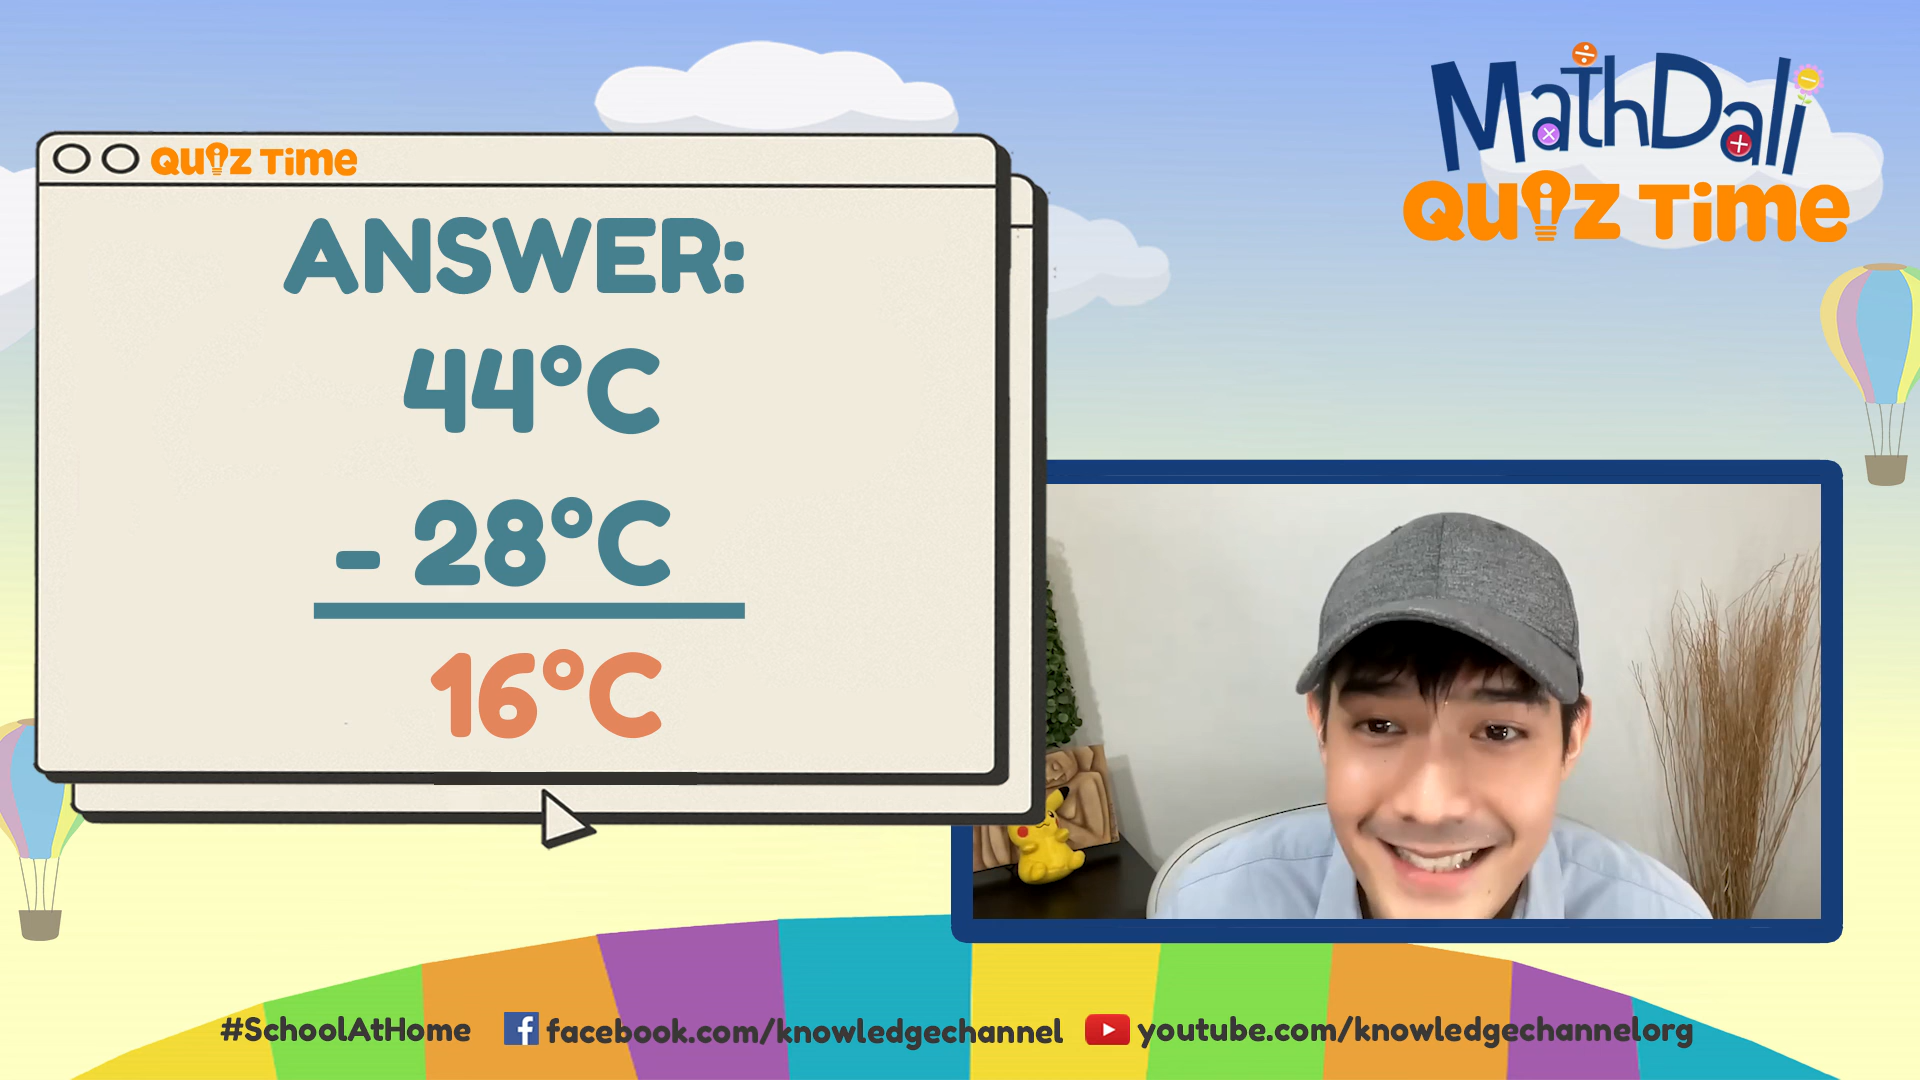 MathDali
QUIZ TIME
QUIZ TIME
ANSWER:
44°C
- 28°C
16°C
#SchoolAtHome
facebook.com/knowledgechannel
youtube.com/knowledgechannelorg